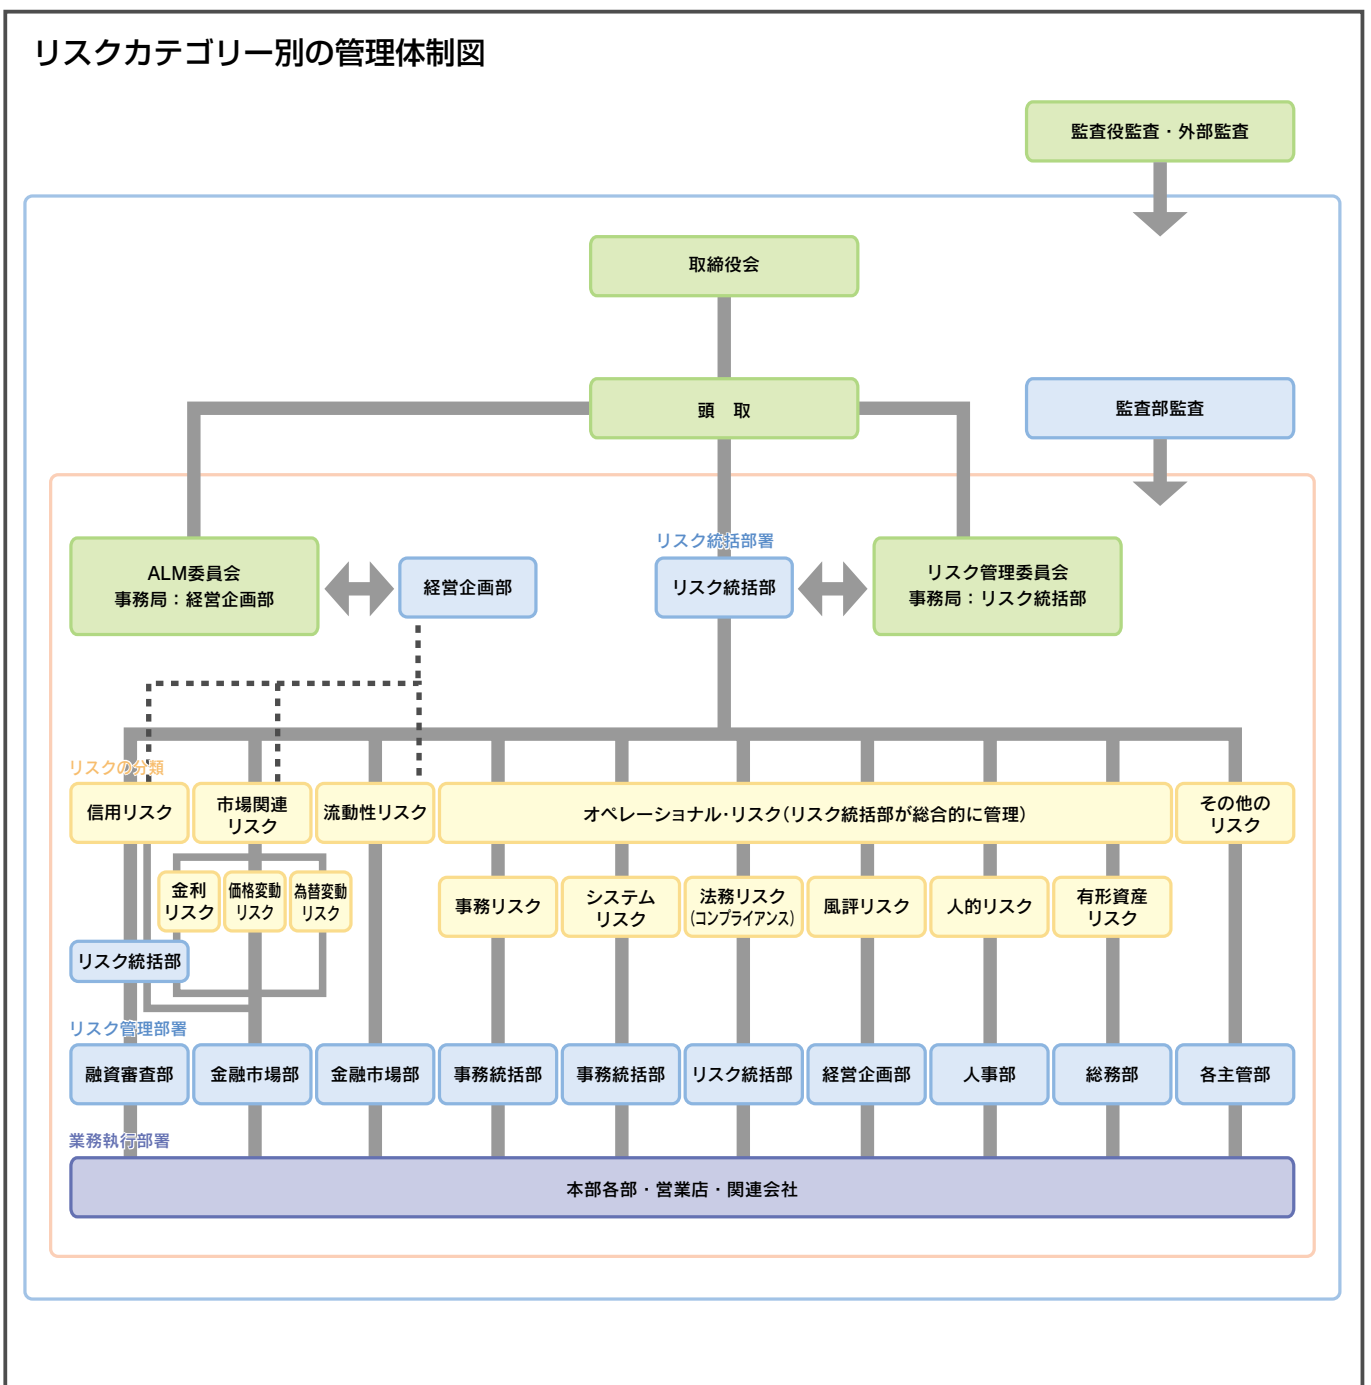 リスクカテゴリー別の管理体制図
監査役監査・外部監査
取締役会
頭 取
監査部監査
リスク統括部署
ALM委員会
事務局：経営企画部
経営企画部
リスク統括部
リスク管理委員会
事務局：リスク統括部
リスクの分類
信用リスク
市場関連
リスク
流動性リスク
オペレーショナル・リスク（リスク統括部が総合的に管理）
その他の
リスク
金利
リスク
価格変動
リスク
為替変動
リスク
事務リスク
システム
リスク
法務リスク
（コンプライアンス）
風評リスク
人的リスク
有形資産
リスク
リスク統括部
リスク管理部署
融資審査部
金融市場部
金融市場部
事務統括部
事務統括部
リスク統括部
経営企画部
人事部
総務部
各主管部
業務執行部署
本部各部・営業店・関連会社